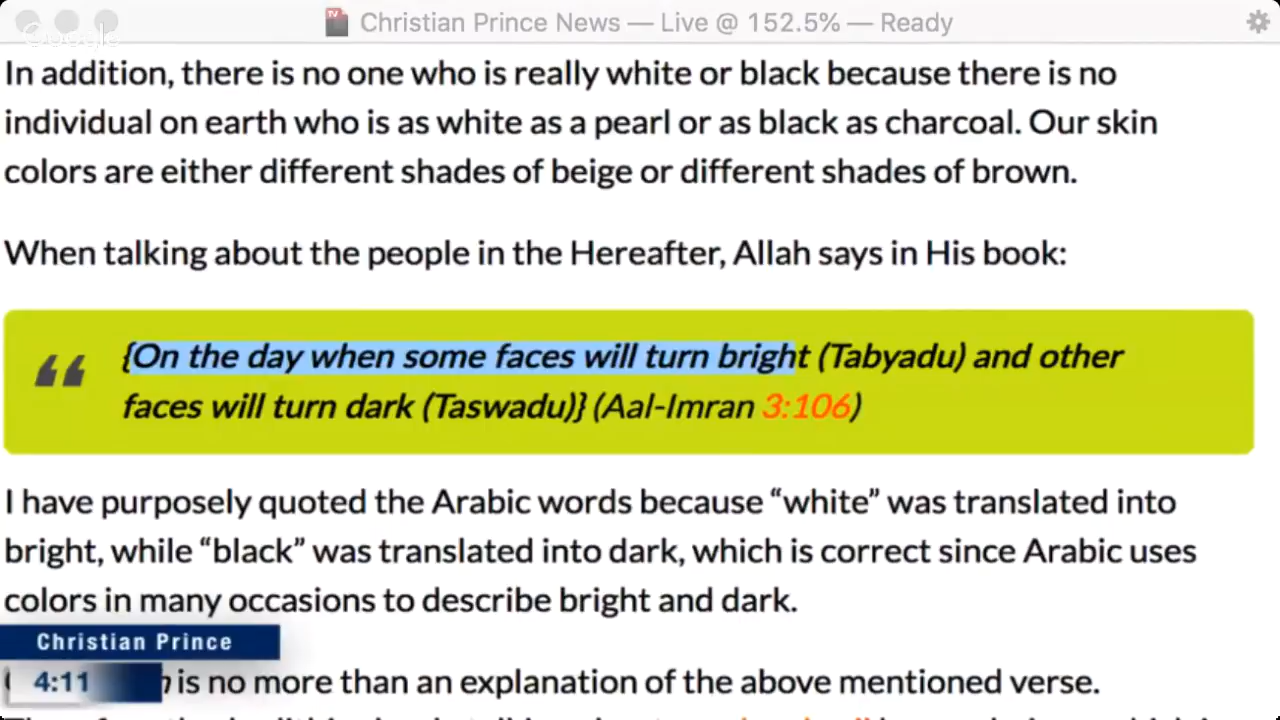 Christian Prince News — Live @ 152.5% — Ready
Google
In addition, there is no one who is really white or black because there is no
individual on earth who is as white as a pearl or as black as charcoal. Our skin
colors are either different shades of beige or different shades of brown.
When talking about the people in the Hereafter, Allah says in His book:
“ {On the day when some faces will turn bright (Tabyadu) and other
faces will turn dark (Taswadu)} (Aal-Imran 3:106)
I have purposely quoted the Arabic words because “white” was translated into
bright, while “black” was translated into dark, which is correct since Arabic uses
colors in many occasions to describe bright and dark.
Christian Prince
4:11 is no more than an explanation of the above mentioned verse.